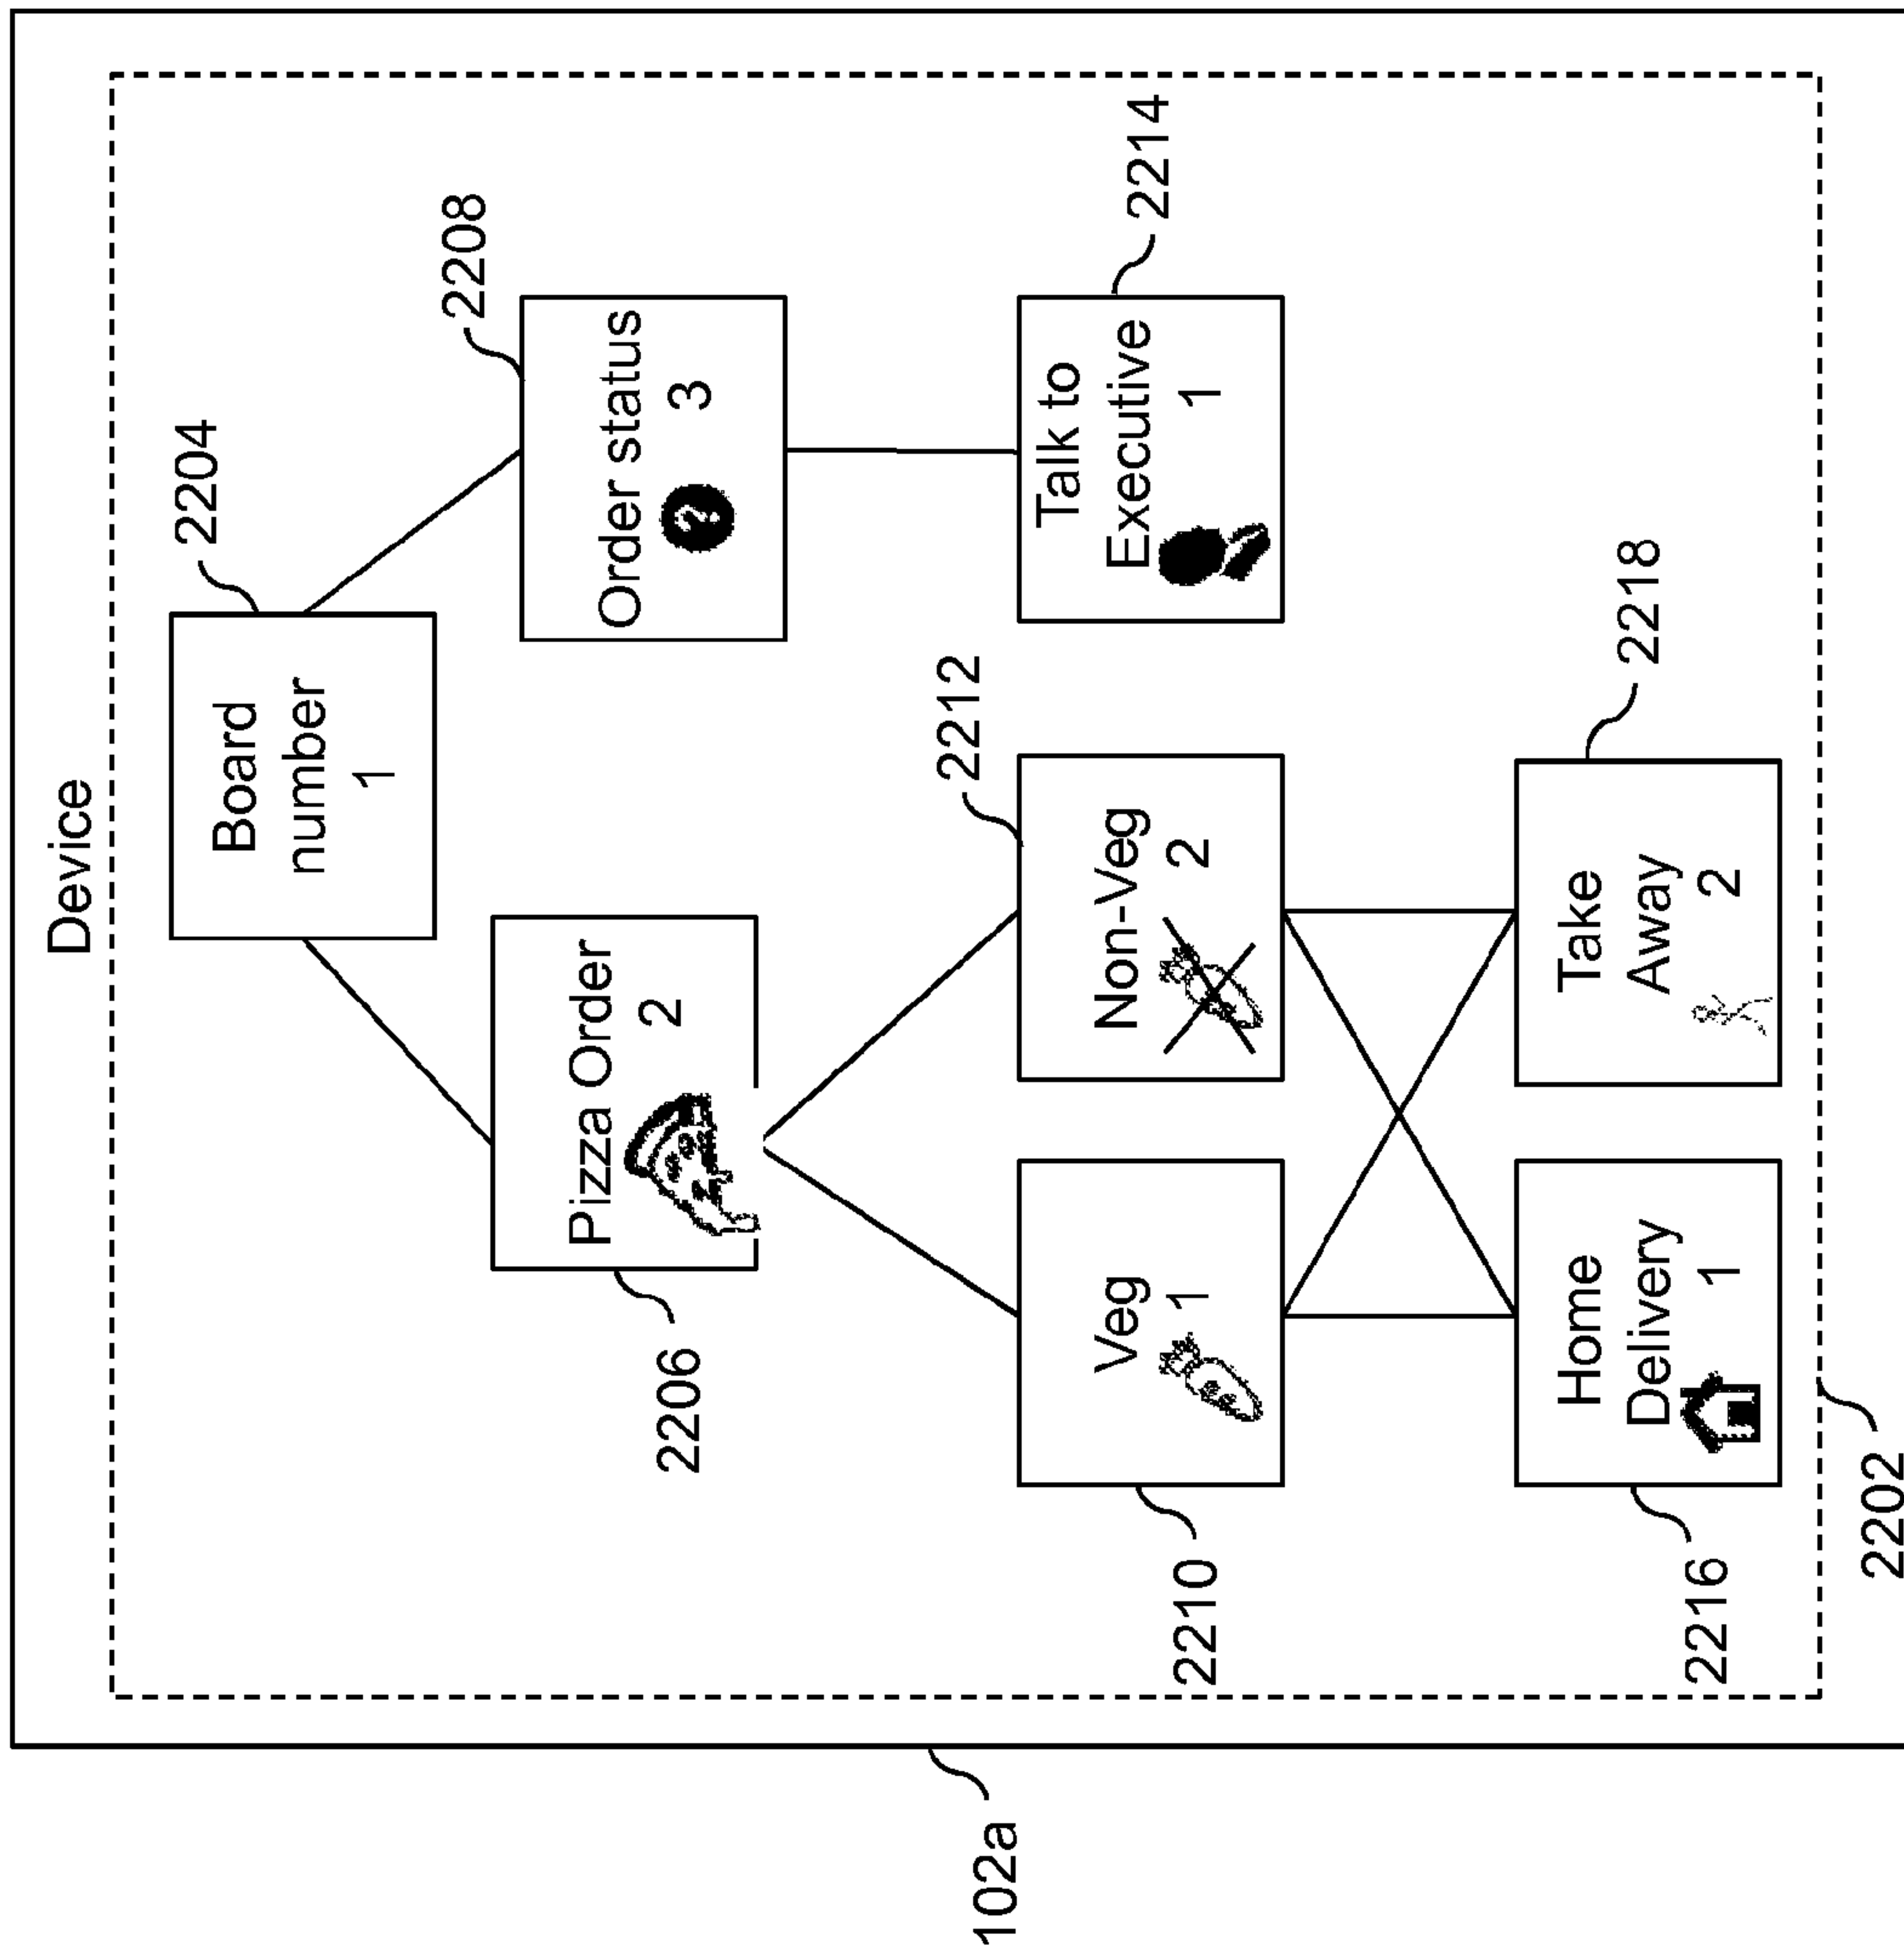 Device
2204
Board
number
1
2208
Pizza Order
2
Order status
3
2206
2212
2214
Veg
1
Non-Veg
2
Talk to
Executive
1
2210
2218
Home
Delivery
1
Take
Away
2
2216
2202
102a